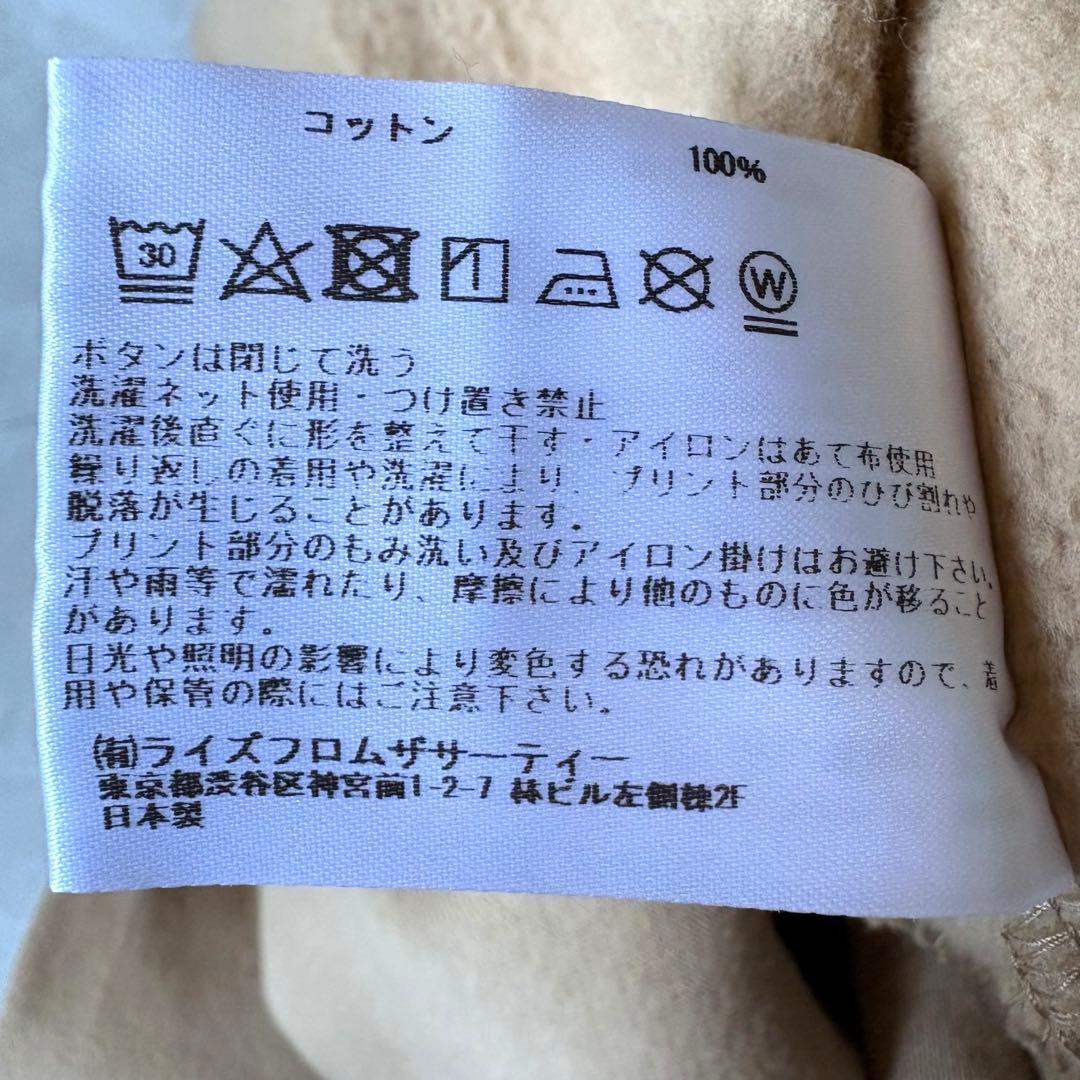 コットン 100%
30
W
ボタンは閉じて洗う
洗濯ネット使用・つけ置き禁止
洗濯後直ぐに形を整えて干す・アイロンはあて布使用
繰り返しの着用や洗濯により、プリント部分のひび割れや
脱落が生じることがあります。
プリント部分のもみ洗い及びアイロン掛けはお避け下さい。
汗や雨等で濡れたり、摩擦により他のものに色が移ること
があります。
日光や照明の影響により変色する恐れがありますので、着
用や保管の際にはご注意下さい。
(有)ライズフロムザサーティー
東京都渋谷区神宮前1-2-7 林ビル左側棟2F
日本製